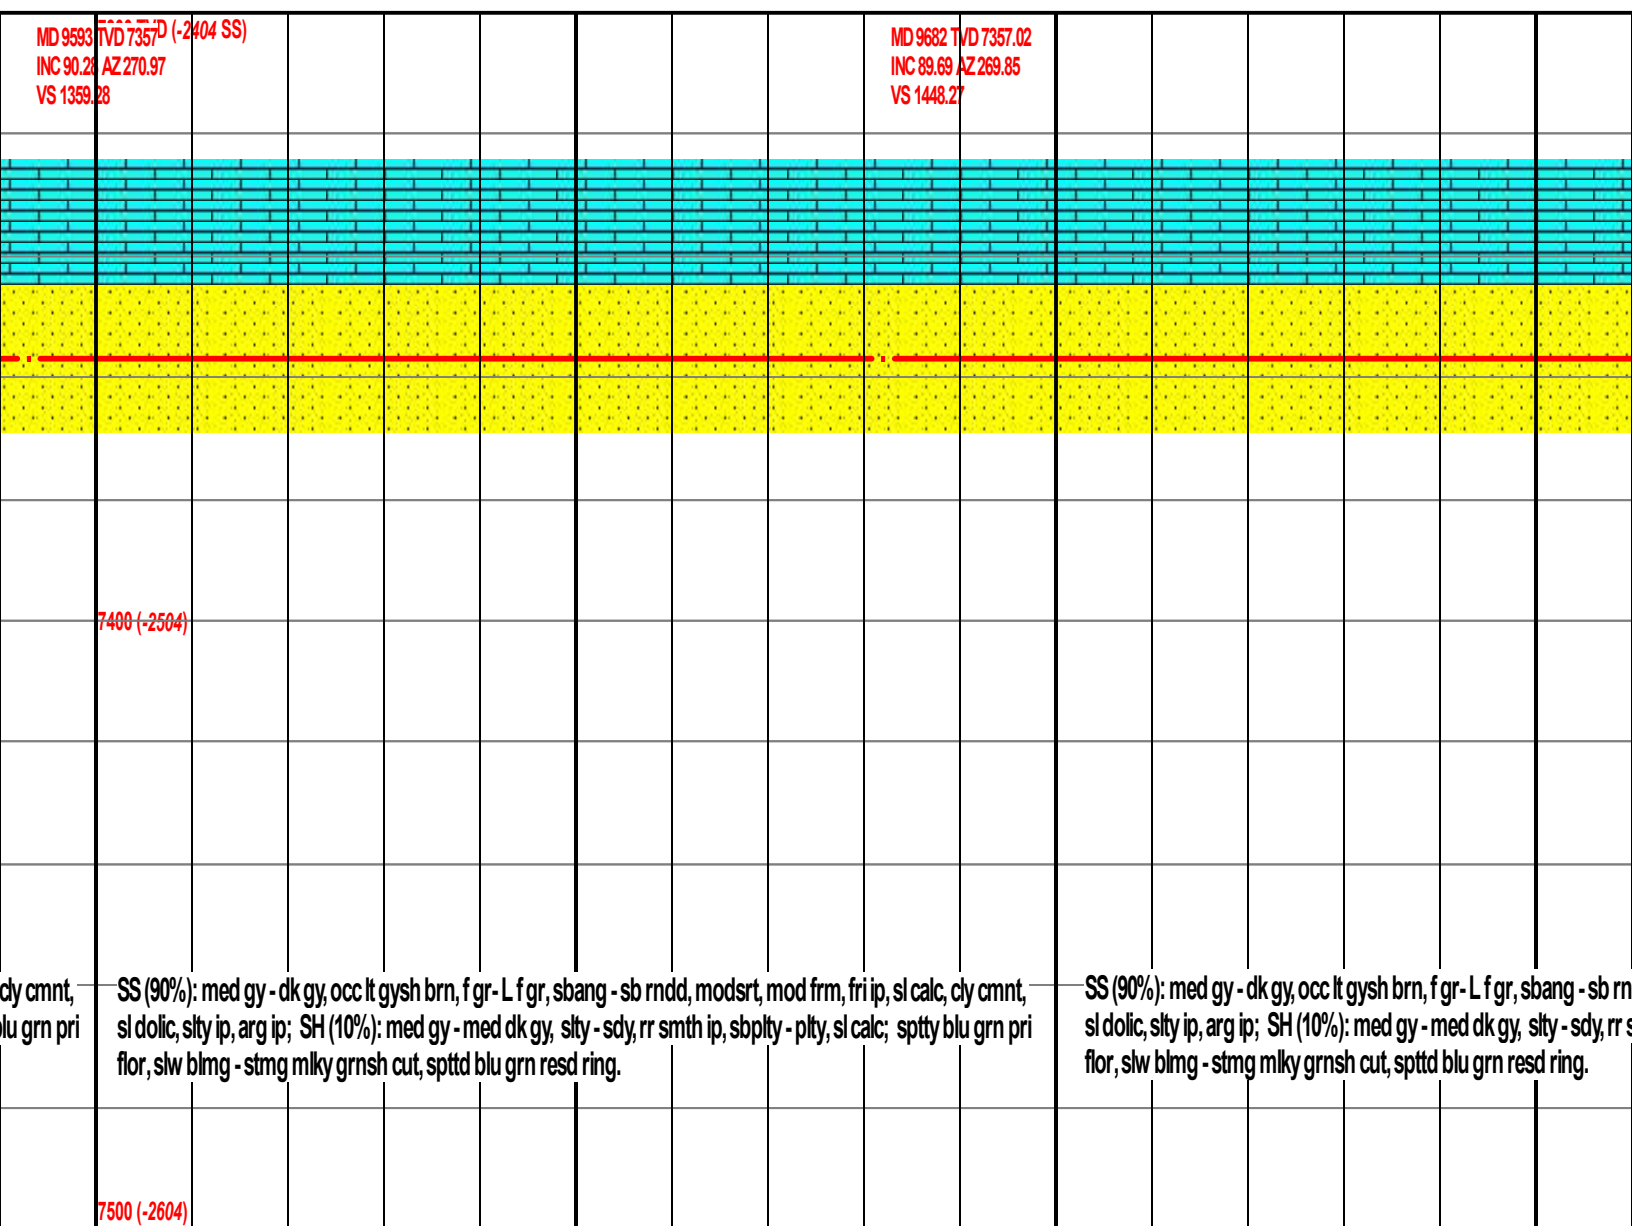 MD 9593 TVD 7357
D (-2404 SS)
INC 90.28 AZ 270.97
VS 1359.28
MD 9682 TVD 7357.02
INC 89.69 AZ 269.85
VS 1448.27
7400 (-2504)
cly cmnt,
blu grn pri
SS (90%): med gy - dk gy, occ lt gysh brn, f gr- L f gr, sbang - sb rndd, modsrt, mod frm, fri ip, sl calc, cly cmnt,
sl dolic, slty ip, arg ip; SH (10%): med gy - med dk gy, slty - sdy, rr smth ip, sbplty - plty, sl calc; sptty blu grn pri
flor, slw blmg - stmg mlky grnsh cut, spttd blu grn resd ring.
SS (90%): med gy - dk gy, occ lt gysh brn, f gr- L f gr, sbang - sb rn
sl dolic, slty ip, arg ip; SH (10%): med gy - med dk gy, slty - sdy, rr s
flor, slw blmg - stmg mlky grnsh cut, spttd blu grn resd ring.
7500 (-2604)